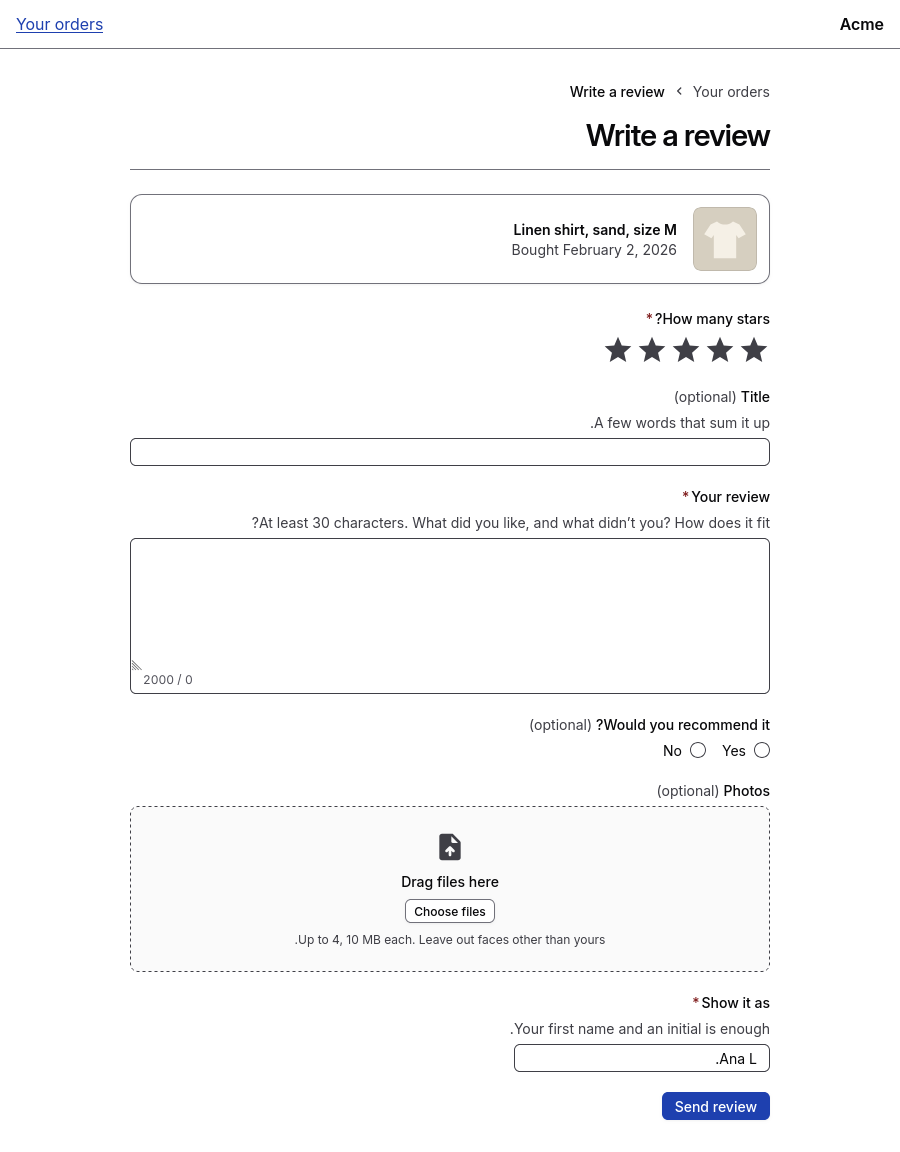 Acme
Your orders
Your orders
Write a review
Write a review
Linen shirt, sand, size M
Bought February 2, 2026
How many stars? *
Title (optional)
A few words that sum it up.
Your review *
At least 30 characters. What did you like, and what didn’t you? How does it fit?
0 / 2000
Would you recommend it? (optional)
Yes
No
Photos (optional)
Drag files here
Choose files
Up to 4, 10 MB each. Leave out faces other than yours.
Show it as *
Your first name and an initial is enough.
Ana L.
Send review